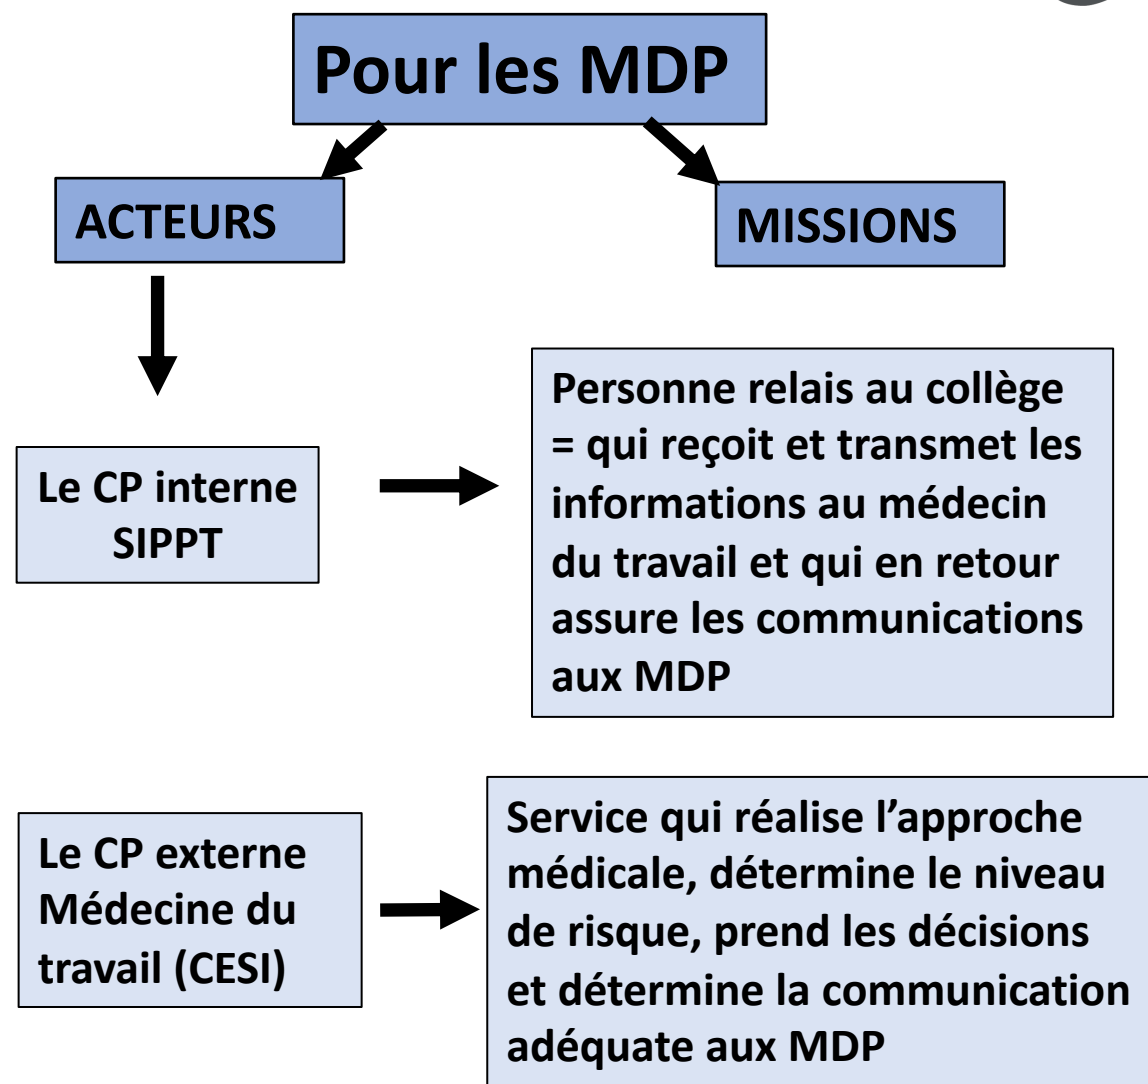 Pour les MDP
ACTEURS
MISSIONS
Le CP interne
SIPPT
Personne relais au collège
= qui reçoit et transmet les
informations au médecin
du travail et qui en retour
assure les communications
aux MDP
Le CP externe
Médecine du
travail (CESI)
Service qui réalise l’approche
médicale, détermine le niveau
de risque, prend les décisions
et détermine la communication
adéquate aux MDP